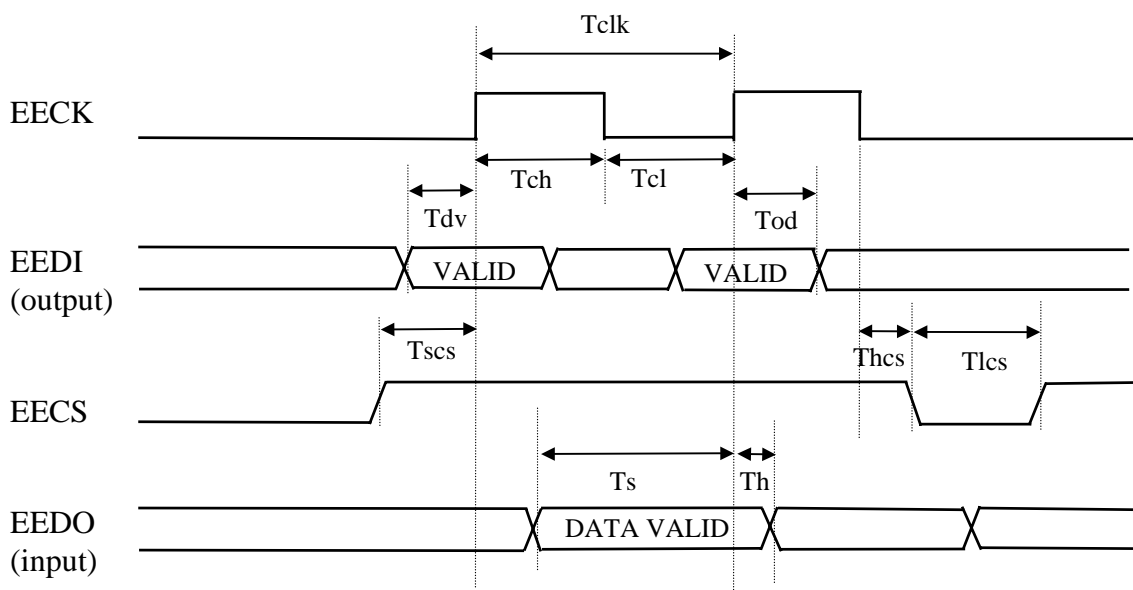 Tclk
EECK
Tch
Tcl
Tdv
Tod
EEDI
(output)
VALID
VALID
Tscs
Thcs
Tlcs
EECS
Ts
Th
EEDO
(input)
DATA VALID